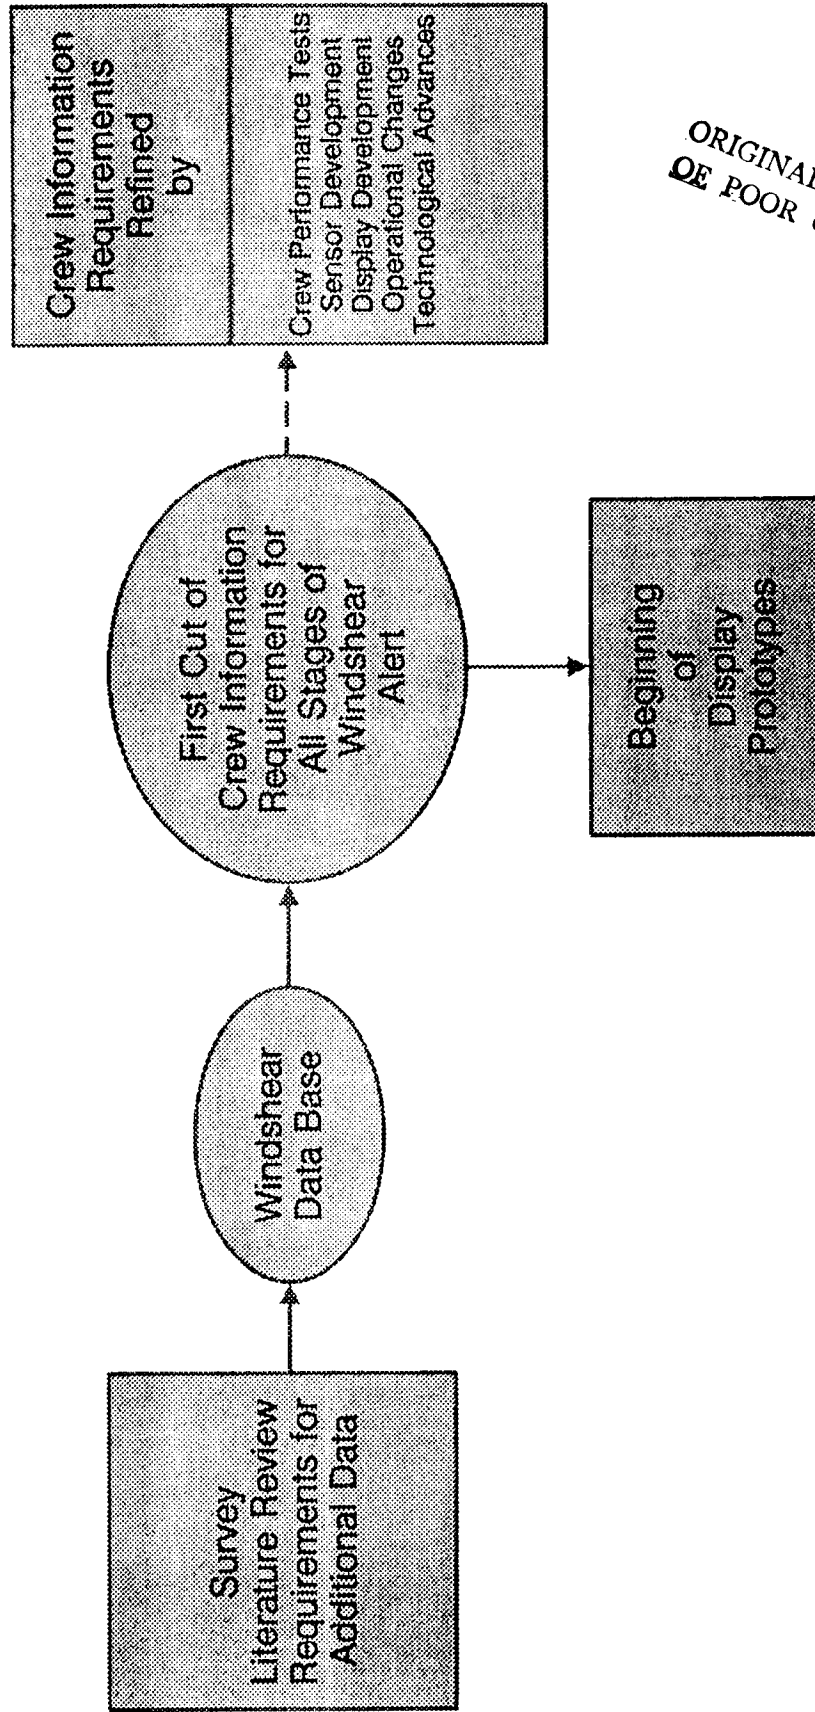 Survey
Literature Review
Requirements for
Additional Data
Windshear
Data Base
First Cut of
Crew Information
Requirements for
All Stages of
Windshear
Alert
Crew Information
Requirements
Refined
by
Crew Performance Tests
Sensor Development
Display Development
Operational Changes
Technological Advances
Beginning
of
Display
Prototypes
ORIGINAL
OF POOR